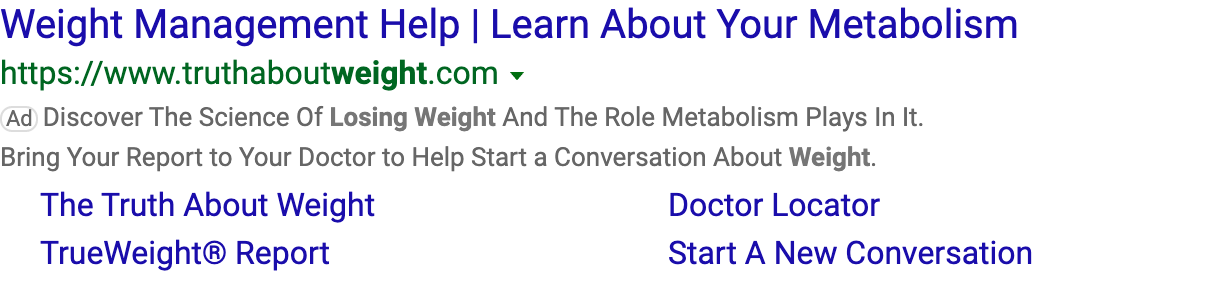 Weight Management Help | Learn About Your Metabolism
https://www.truthaboutweight.com
Ad Discover The Science Of Losing Weight And The Role Metabolism Plays In It.
Bring Your Report to Your Doctor to Help Start a Conversation About Weight.
The Truth About Weight Doctor Locator
TrueWeight® Report Start A New Conversation